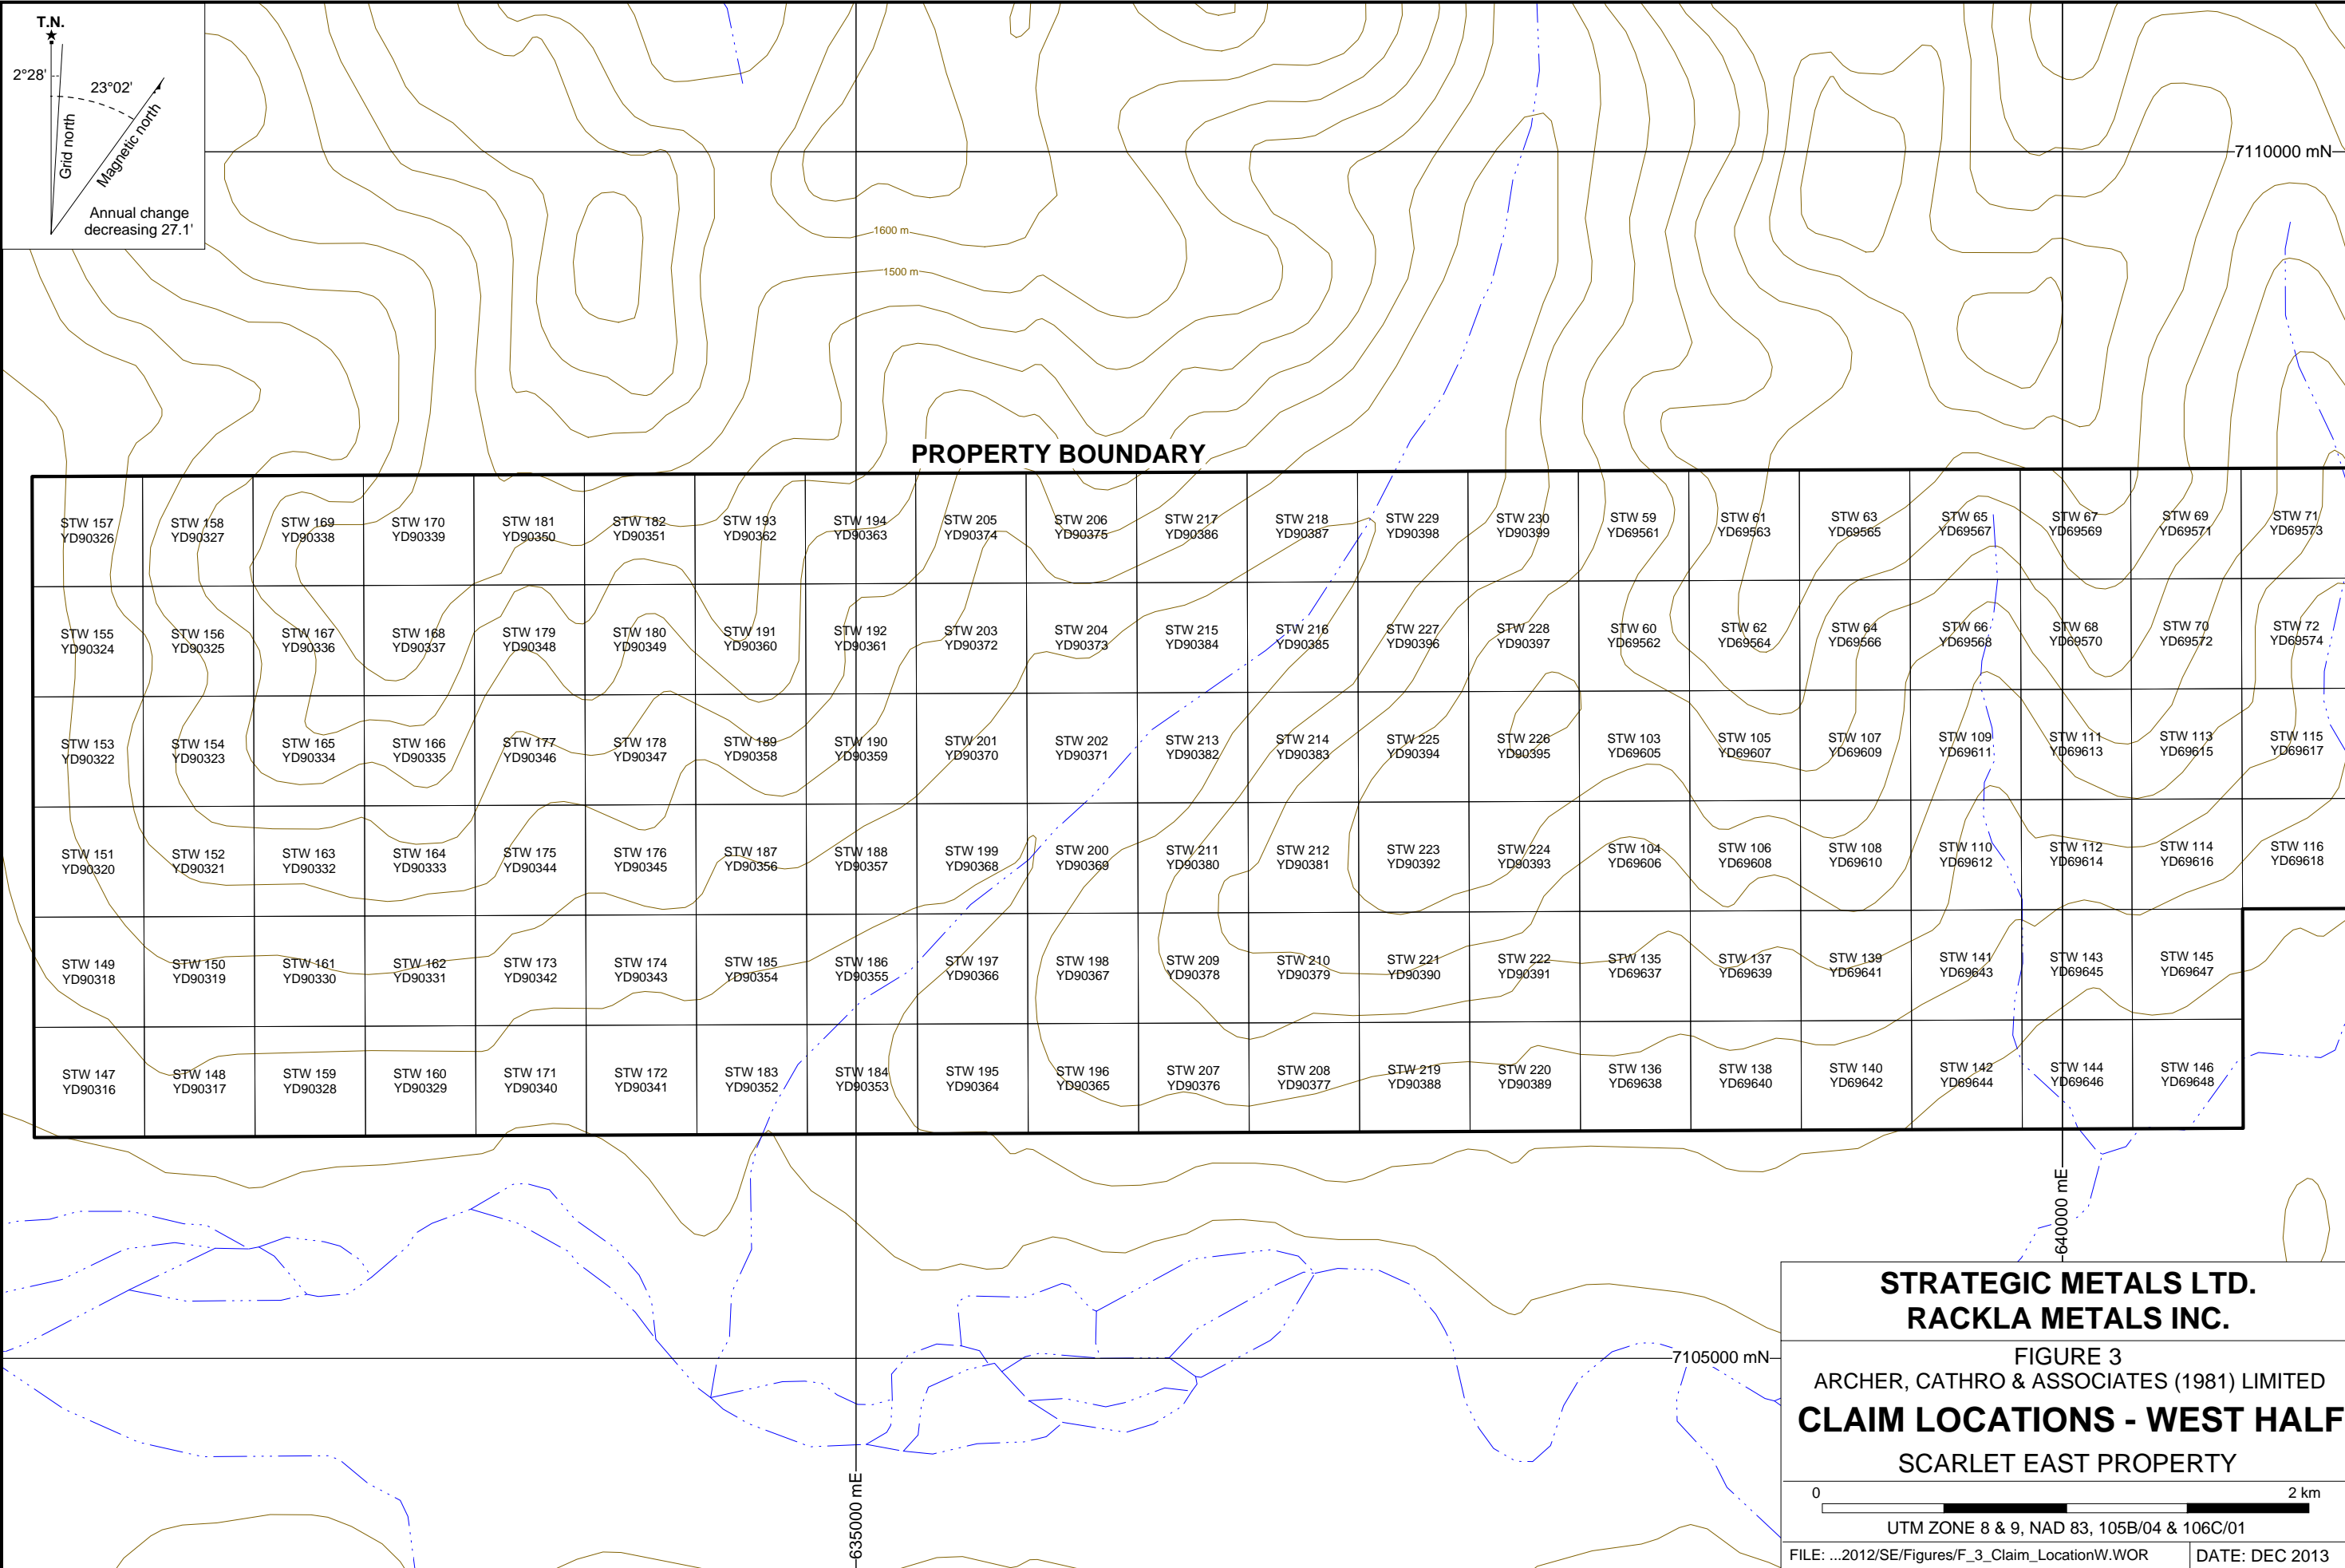 T.N.
2°28'
23°02'
Grid north
Magnetic north
Annual change
decreasing 27.1'
7110000 mN
1600 m
1500 m
PROPERTY BOUNDARY
STW 157 STW 158 STW 169 STW 170 STW 181 STW 182 STW 193 STW 194 STW 205 STW 206 STW 217 STW 218 STW 229 STW 230 STW 59 STW 61 STW 63 STW 65 STW 67 STW 69 STW 71
YD90326 YD90327 YD90338 YD90339 YD90350 YD90351 YD90362 YD90363 YD90374 YD90375 YD90386 YD90387 YD90398 YD90399 YD69561 YD69563 YD69565 YD69567 YD69569 YD69571 YD69573
STW 155 STW 156 STW 167 STW 168 STW 179 STW 180 STW 191 STW 192 STW 203 STW 204 STW 215 STW 216 STW 227 STW 228 STW 60 STW 62 STW 64 STW 66 STW 68 STW 70 STW 72
YD90324 YD90325 YD90336 YD90337 YD90348 YD90349 YD90360 YD90361 YD90372 YD90373 YD90384 YD90385 YD90396 YD90397 YD69562 YD69564 YD69566 YD69568 YD69570 YD69572 YD69574
STW 153 STW 154 STW 165 STW 166 STW 177 STW 178 STW 189 STW 190 STW 201 STW 202 STW 213 STW 214 STW 225 STW 226 STW 103 STW 105 STW 107 STW 109 STW 111 STW 113 STW 115
YD90322 YD90323 YD90334 YD90335 YD90346 YD90347 YD90358 YD90359 YD90370 YD90371 YD90382 YD90383 YD90394 YD90395 YD69605 YD69607 YD69609 YD69611 YD69613 YD69615 YD69617
STW 151 STW 152 STW 163 STW 164 STW 175 STW 176 STW 187 STW 188 STW 199 STW 200 STW 211 STW 212 STW 223 STW 224 STW 104 STW 106 STW 108 STW 110 STW 112 STW 114 STW 116
YD90320 YD90321 YD90332 YD90333 YD90344 YD90345 YD90356 YD90357 YD90368 YD90369 YD90380 YD90381 YD90392 YD90393 YD69606 YD69608 YD69610 YD69612 YD69614 YD69616 YD69618
STW 149 STW 150 STW 161 STW 162 STW 173 STW 174 STW 185 STW 186 STW 197 STW 198 STW 209 STW 210 STW 221 STW 222 STW 135 STW 137 STW 139 STW 141 STW 143 STW 145
YD90318 YD90319 YD90330 YD90331 YD90342 YD90343 YD90354 YD90355 YD90366 YD90367 YD90378 YD90379 YD90390 YD90391 YD69637 YD69639 YD69641 YD69643 YD69645 YD69647
STW 147 STW 148 STW 159 STW 160 STW 171 STW 172 STW 183 STW 184 STW 195 STW 196 STW 207 STW 208 STW 219 STW 220 STW 136 STW 138 STW 140 STW 142 STW 144 STW 146
YD90316 YD90317 YD90328 YD90329 YD90340 YD90341 YD90352 YD90353 YD90364 YD90365 YD90376 YD90377 YD90388 YD90389 YD69638 YD69640 YD69642 YD69644 YD69646 YD69648
640000 mE
7105000 mN
635000 mE
STRATEGIC METALS LTD.
RACKLA METALS INC.
FIGURE 3
ARCHER, CATHRO & ASSOCIATES (1981) LIMITED
CLAIM LOCATIONS - WEST HALF
SCARLET EAST PROPERTY
0 2 km
UTM ZONE 8 & 9, NAD 83, 105B/04 & 106C/01
FILE: ...2012/SE/Figures/F_3_Claim_LocationW.WOR DATE: DEC 2013